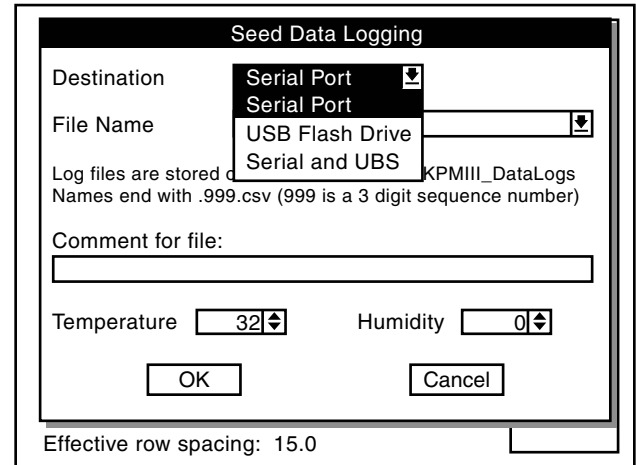 Seed Data Logging
Destination Serial Port
Serial Port
File Name
USB Flash Drive
Serial and UBS
Log files are stored KPMIII_DataLogs
Names end with .999.csv (999 is a 3 digit sequence number)
Comment for file:
Temperature 32 Humidity 0
OK Cancel
Effective row spacing: 15.0